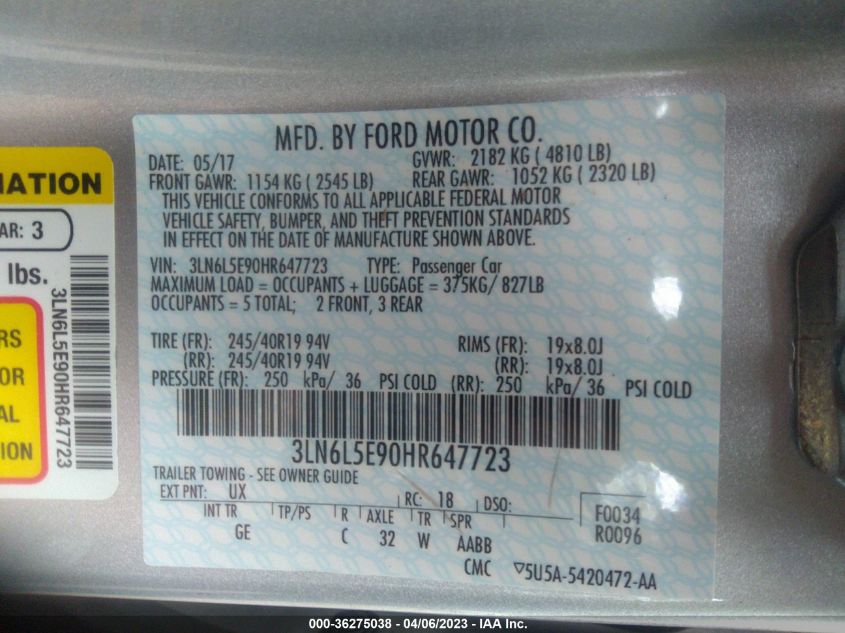 MFD. BY FORD MOTOR CO.
DATE: 05/17 GVWR: 2182 KG ( 4810 LB)
FRONT GAWR: 1154 KG ( 2545 LB) REAR GAWR: 1052 KG ( 2320 LB)
THIS VEHICLE CONFORMS TO ALL APPLICABLE FEDERAL MOTOR
VEHICLE SAFETY, BUMPER, AND THEFT PREVENTION STANDARDS
IN EFFECT ON THE DATE OF MANUFACTURE SHOWN ABOVE.
VIN: 3LN6L5E90HR647723 TYPE: Passenger Car
MAXIMUM LOAD = OCCUPANTS + LUGGAGE = 375KG/ 827LB
OCCUPANTS = 5 TOTAL; 2 FRONT, 3 REAR
TIRE (FR): 245/40R19 94V RIMS (FR): 19x8.0J
(RR): 245/40R19 94V (RR): 19x8.0J
PRESSURE (FR): 250 kPa/ 36 PSI COLD (RR): 250 kPa/ 36 PSI COLD
3LN6L5E90HR647723
TRAILER TOWING - SEE OWNER GUIDE
EXT PNT: UX RC: 18 DSO: F0034
INT TR TP/PS R AXLE TR SPR R0096
GE C 32 W AABB
CMC ▽5U5A-5420472-AA
MATION
AR: 3
lbs.
RS
OR
AL
ION
3LN6L5E90HR647723
000-36275038 - 04/06/2023 - IAA Inc.